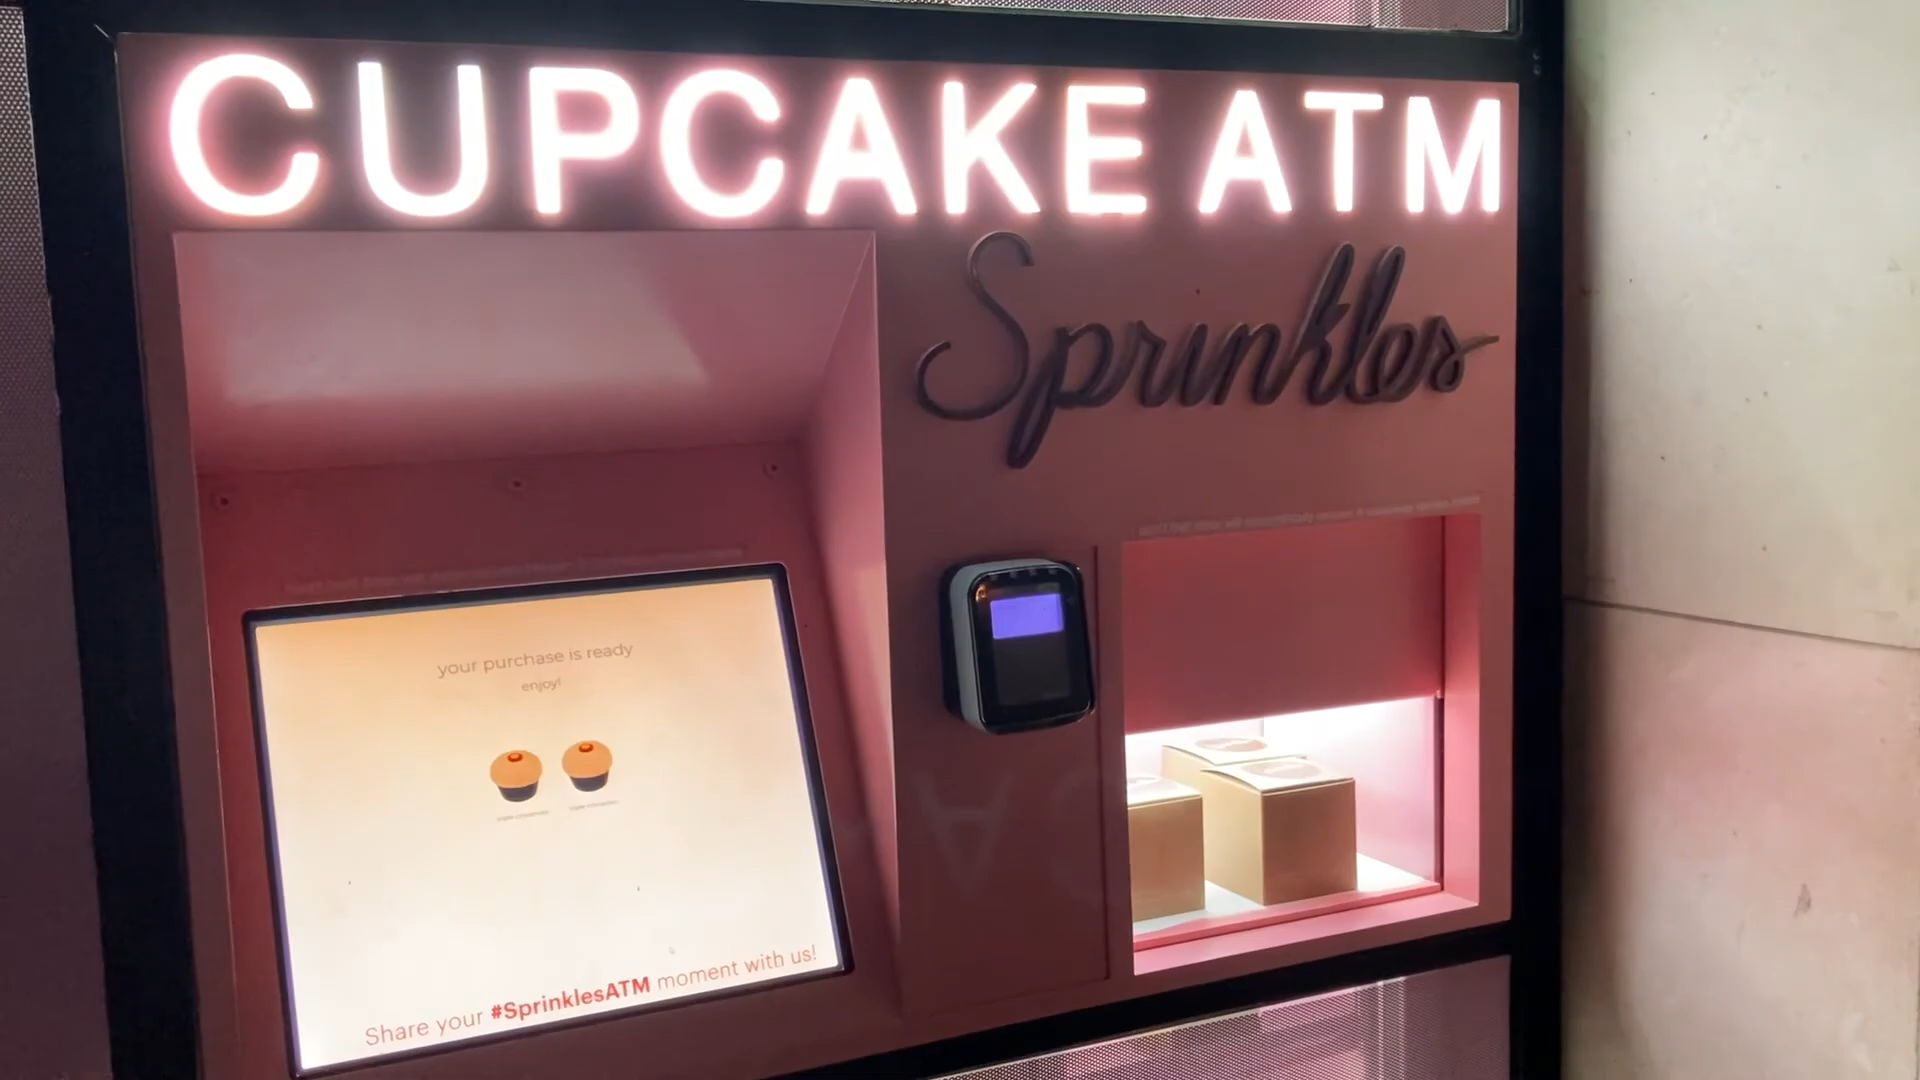 CUPCAKE ATM
Sprinkles
your purchase is ready
enjoy!
Share your #SprinklesATM moment with us!